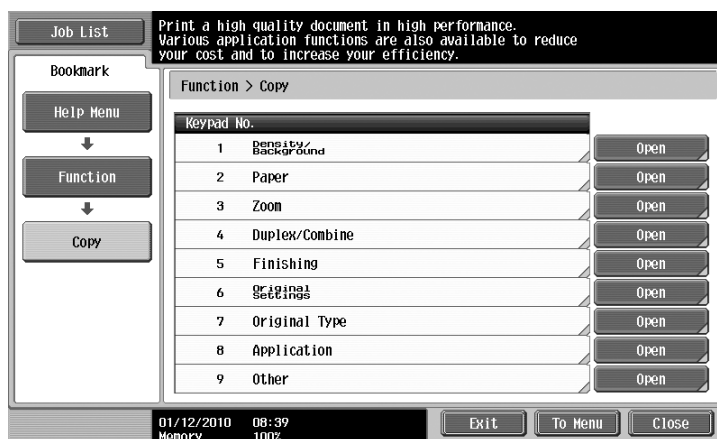 Job List
Print a high quality document in high performance.
Various application functions are also available to reduce
your cost and to increase your efficiency.
Bookmark
Function > Copy
Help Menu
Function
Copy
Keypad No.
1 Density/ Open
Background
2 Paper Open
3 Zoom Open
4 Duplex/Combine Open
5 Finishing Open
6 Original Open
Settings
7 Original Type Open
8 Application Open
9 Other Open
01/12/2010 08:39
Memory 100%
Exit To Menu Close